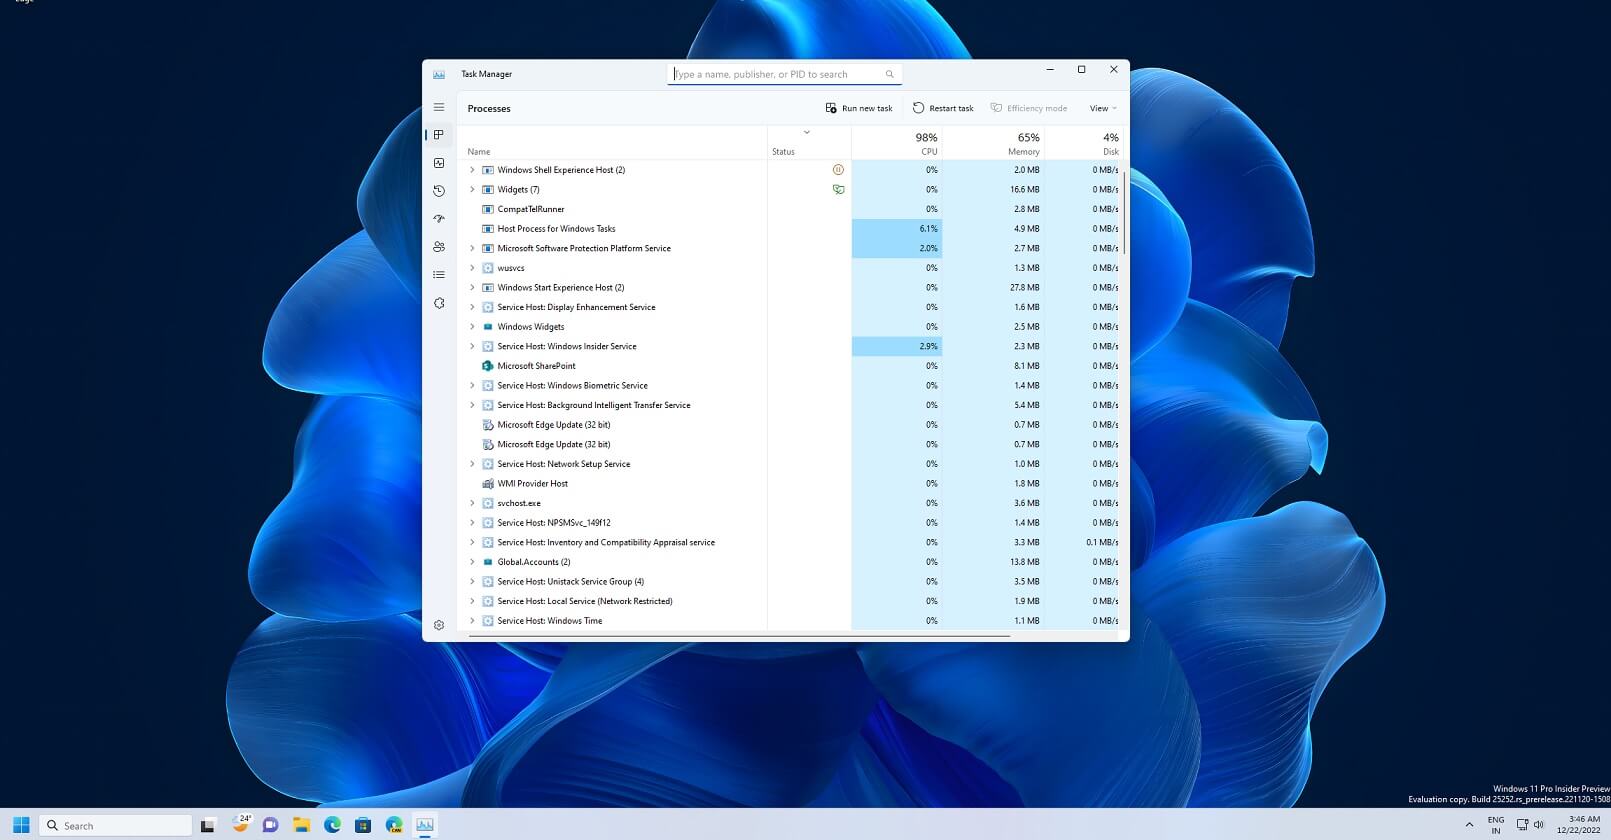 Edge
Task Manager
Type a name, publisher, or PID to search
Processes
Run new task
Restart task
Efficiency mode
View
98% 65% 4%
Name Status CPU Memory Disk
Windows Shell Experience Host (2) 0% 2.0 MB 0 MB/s
Widgets (7) 0% 16.6 MB 0 MB/s
CompatTelRunner 0% 2.8 MB 0 MB/s
Host Process for Windows Tasks 6.1% 4.9 MB 0 MB/s
Microsoft Software Protection Platform Service 2.0% 2.7 MB 0 MB/s
wusvcs 0% 1.3 MB 0 MB/s
Windows Start Experience Host (2) 0% 27.8 MB 0 MB/s
Service Host: Display Enhancement Service 0% 1.6 MB 0 MB/s
Windows Widgets 0% 2.5 MB 0 MB/s
Service Host: Windows Insider Service 2.9% 2.3 MB 0 MB/s
Microsoft SharePoint 0% 8.1 MB 0 MB/s
Service Host: Windows Biometric Service 0% 1.4 MB 0 MB/s
Service Host: Background Intelligent Transfer Service 0% 5.4 MB 0 MB/s
Microsoft Edge Update (32 bit) 0% 0.7 MB 0 MB/s
Microsoft Edge Update (32 bit) 0% 0.7 MB 0 MB/s
Service Host: Network Setup Service 0% 1.0 MB 0 MB/s
WMI Provider Host 0% 1.8 MB 0 MB/s
svchost.exe 0% 3.6 MB 0 MB/s
Service Host: NPSMSvc_149f12 0% 1.4 MB 0 MB/s
Service Host: Inventory and Compatibility Appraisal service 0% 3.3 MB 0.1 MB/s
Global.Accounts (2) 0% 13.8 MB 0 MB/s
Service Host: Unistack Service Group (4) 0% 3.5 MB 0 MB/s
Service Host: Local Service (Network Restricted) 0% 1.9 MB 0 MB/s
Service Host: Windows Time 0% 1.1 MB 0 MB/s
Windows 11 Pro Insider Preview
Evaluation copy. Build 25252.rs_prerelease.221120-1508
Search
24°
CAN
ENG
IN
3:46 AM
12/22/2022